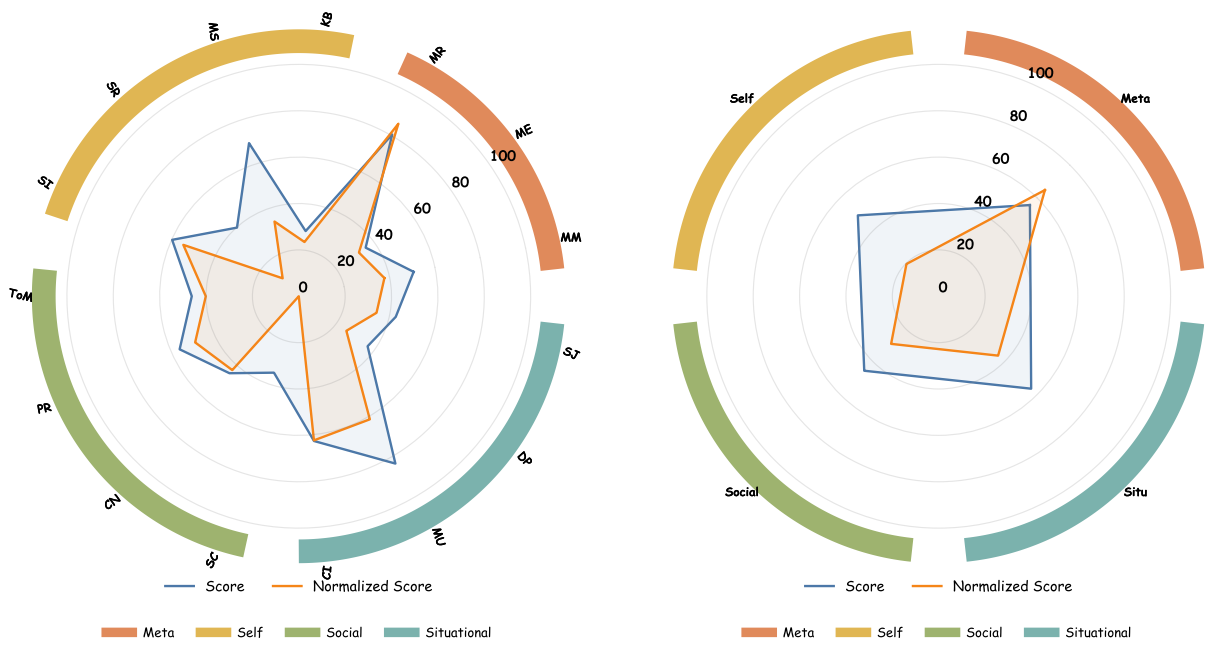 KB
MS
MR
SR
ME
SI
MM
ToM
SJ
PR
DP
CN
MU
SC
CI
100
80
60
40
20
0
Score
Normalized Score
Meta
Self
Social
Situational
Self
Meta
Social
Situ
100
80
60
40
20
0
Score
Normalized Score
Meta
Self
Social
Situational